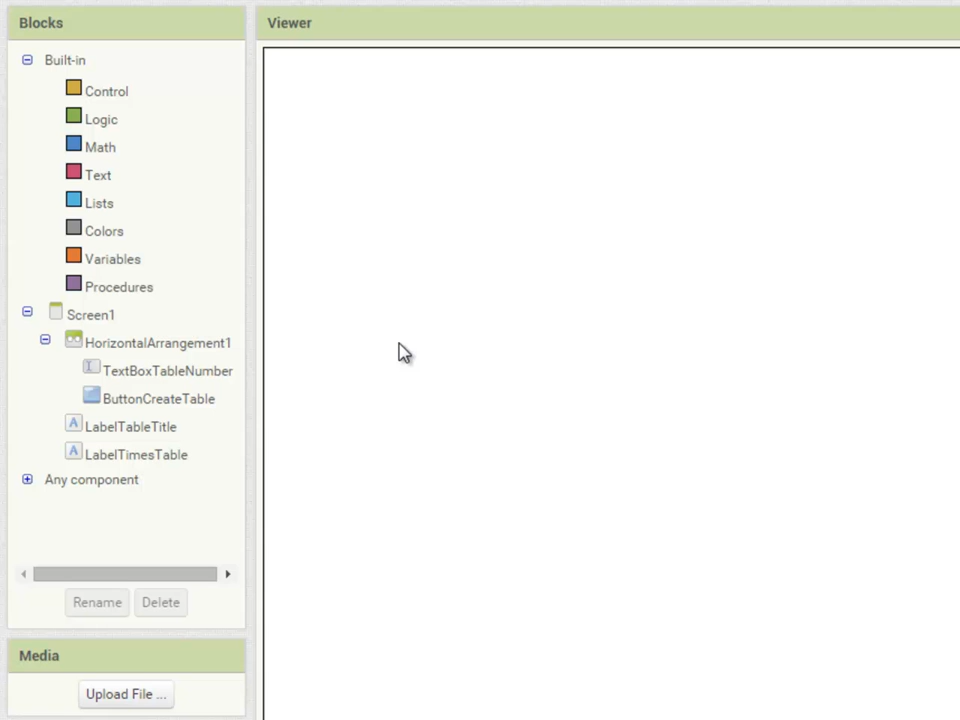 Blocks
Viewer
Built-in
Control
Logic
Math
Text
Lists
Colors
Variables
Procedures
Screen1
HorizontalArrangement1
TextBoxTableNumber
ButtonCreateTable
A LabelTableTitle
A LabelTimesTable
Any component
Rename Delete
Media
Upload File ...